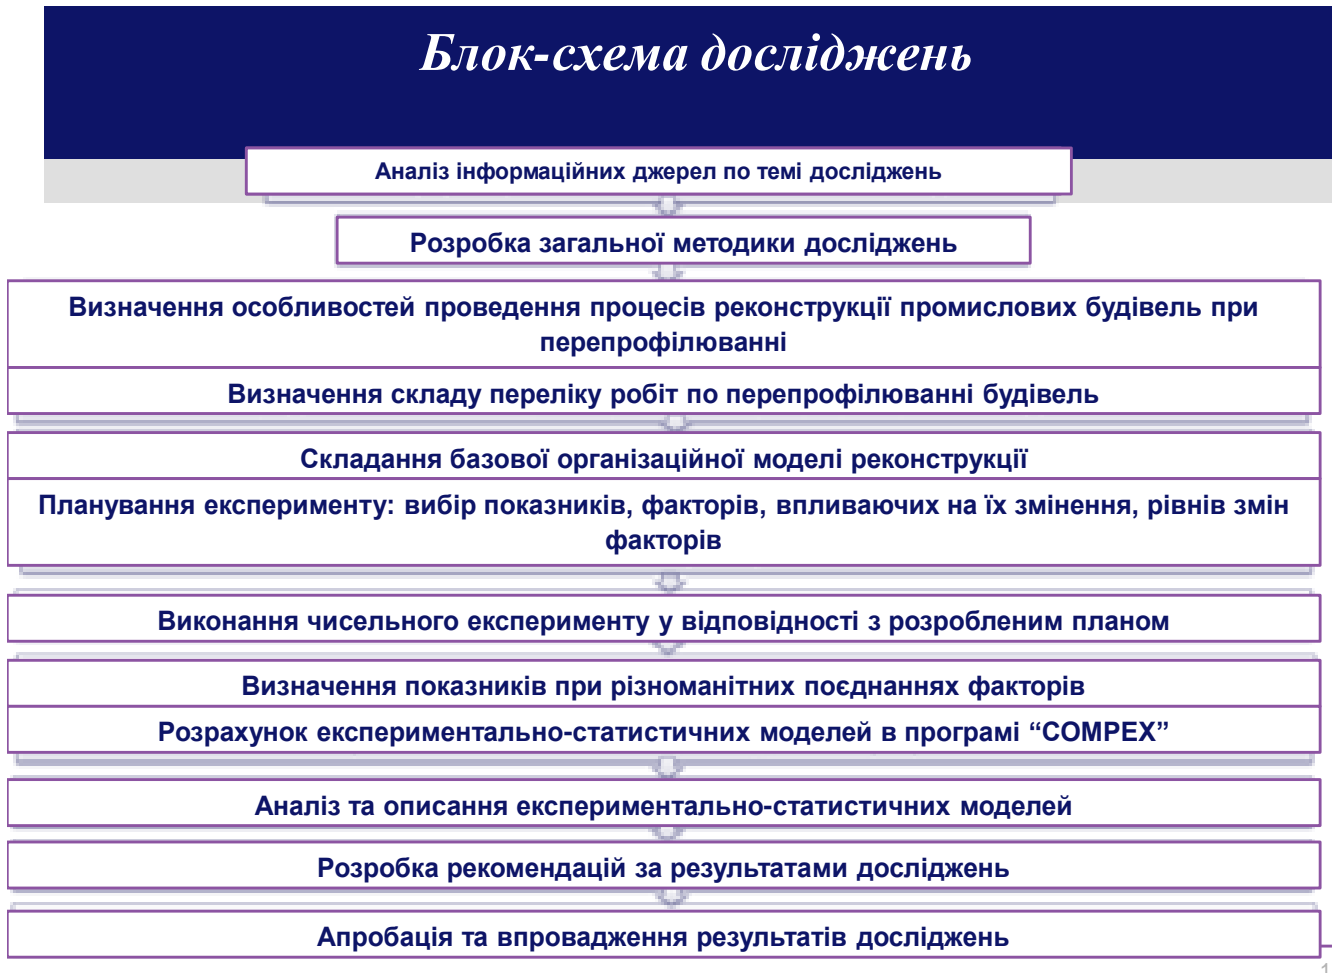 Блок-схема досліджень
Аналіз інформаційних джерел по темі досліджень
Розробка загальної методики досліджень
Визначення особливостей проведення процесів реконструкції промислових будівель при
перепрофілюванні
Визначення складу переліку робіт по перепрофілюванні будівель
Складання базової організаційної моделі реконструкції
Планування експерименту: вибір показників, факторів, впливаючих на їх змінення, рівнів змін
факторів
Виконання чисельного експерименту у відповідності з розробленим планом
Визначення показників при різноманітних поєднаннях факторів
Розрахунок експериментально-статистичних моделей в програмі “COMPEX”
Аналіз та описання експериментально-статистичних моделей
Розробка рекомендацій за результатами досліджень
Апробація та впровадження результатів досліджень